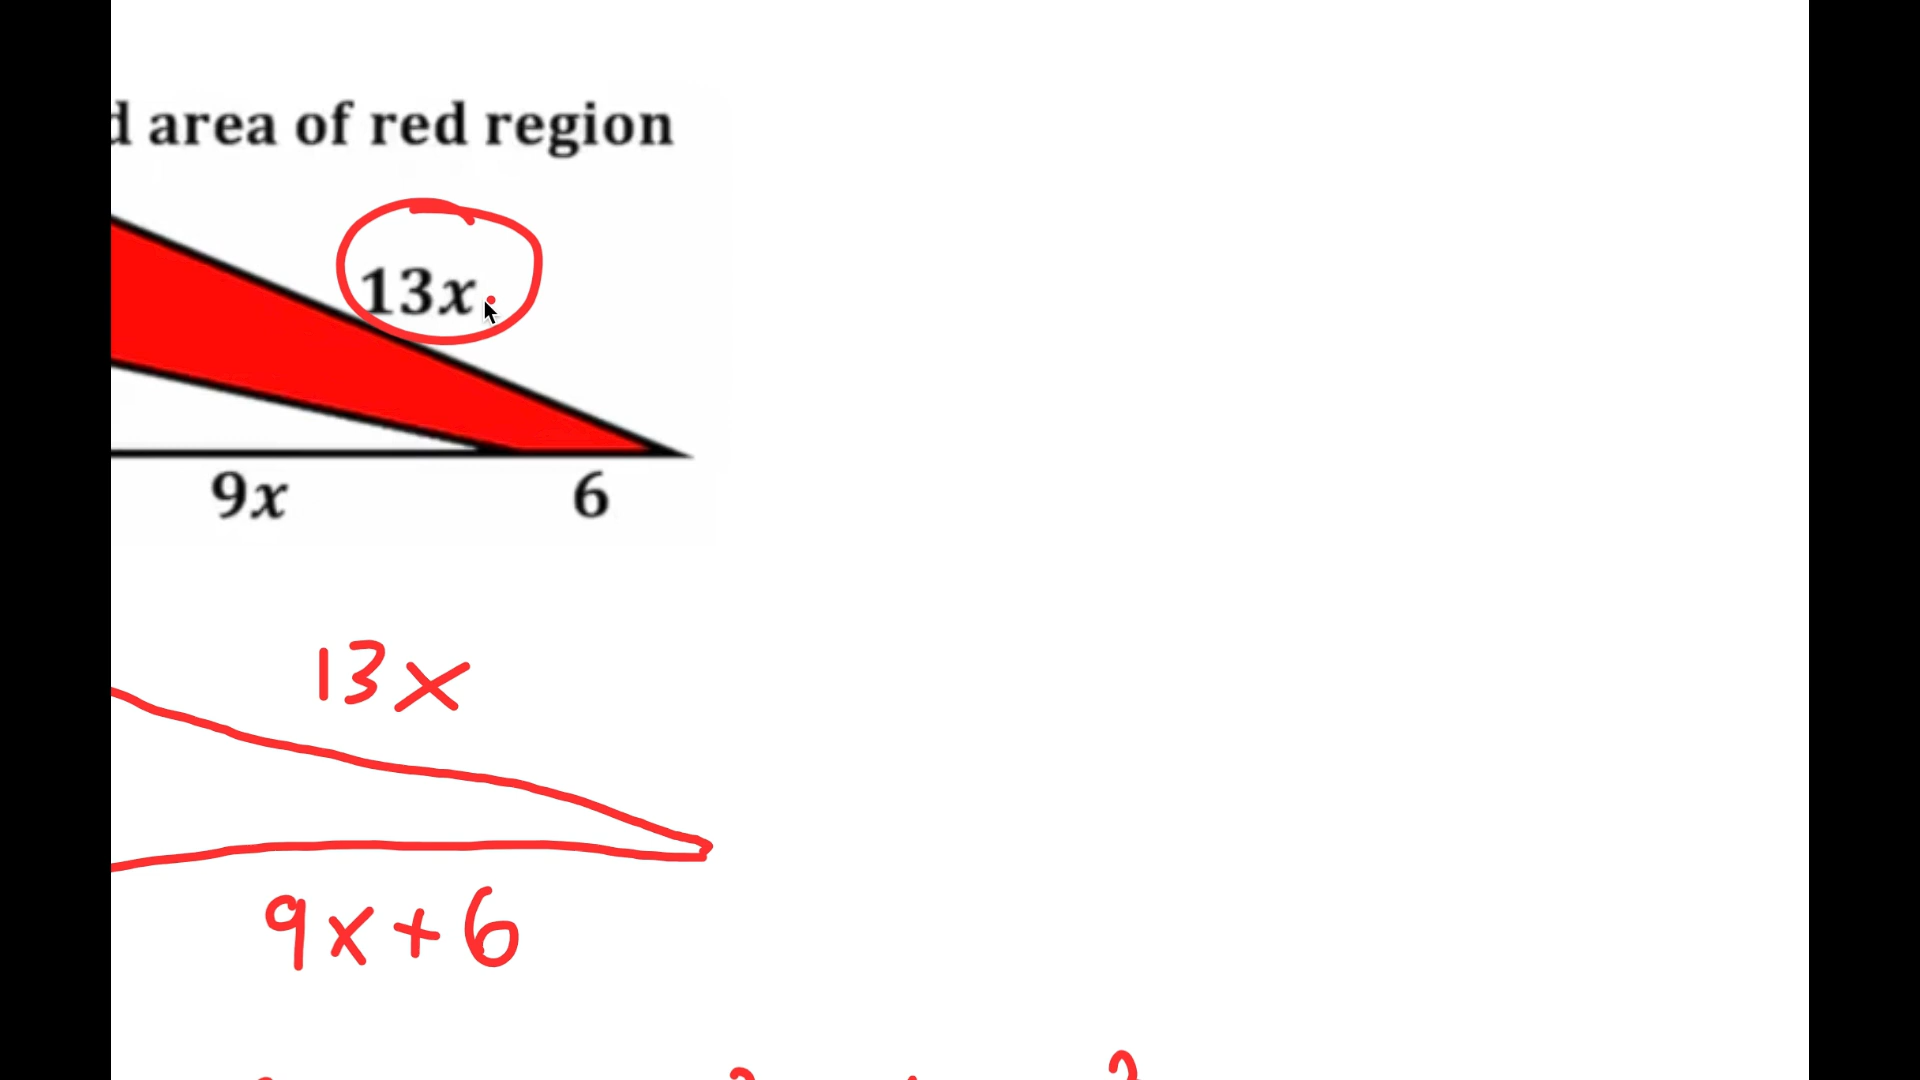 d area of red region
13x
9x 6
13x
9x+6